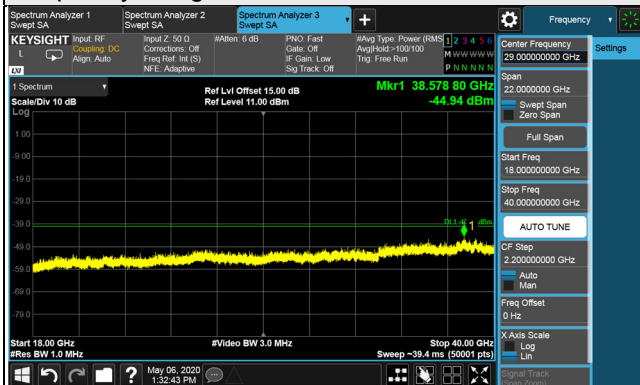 Spectrum Analyzer 1
Swept SA
Spectrum Analyzer 2
Swept SA
Spectrum Analyzer 3
Swept SA
+
Frequency
KEYSIGHT
L
LXI
Input: RF
Coupling: DC
Align: Auto
Input Z: 50 Ω
Corrections: Off
Freq Ref: Int (S)
NFE: Adaptive
#Atten: 6 dB
PNO: Fast
Gate: Off
IF Gain: Low
Sig Track: Off
#Avg Type: Power (RMS
Avg|Hold:>100/100
Trig: Free Run
1 2 3 4 5 6
M W W W W W
P N N N N N
Center Frequency
29.000000000 GHz
Settings
Span
22.0000000 GHz
Swept Span
Zero Span
Full Span
Start Freq
18.000000000 GHz
Stop Freq
40.000000000 GHz
AUTO TUNE
CF Step
2.200000000 GHz
Auto
Man
Freq Offset
0 Hz
X Axis Scale
Log
Lin
Signal Track
(Span Zoom)
1 Spectrum
Scale/Div 10 dB
Log
Ref Lvl Offset 15.00 dB
Ref Level 11.00 dBm
Mkr1 38.578 80 GHz
-44.94 dBm
1.00
-9.00
-19.0
-29.0
-39.0
-49.0
-59.0
-69.0
-79.0
1
dBm
Start 18.00 GHz
#Res BW 1.0 MHz
#Video BW 3.0 MHz
Stop 40.00 GHz
Sweep ~39.4 ms (50001 pts)
?
May 06, 2020
1:32:43 PM